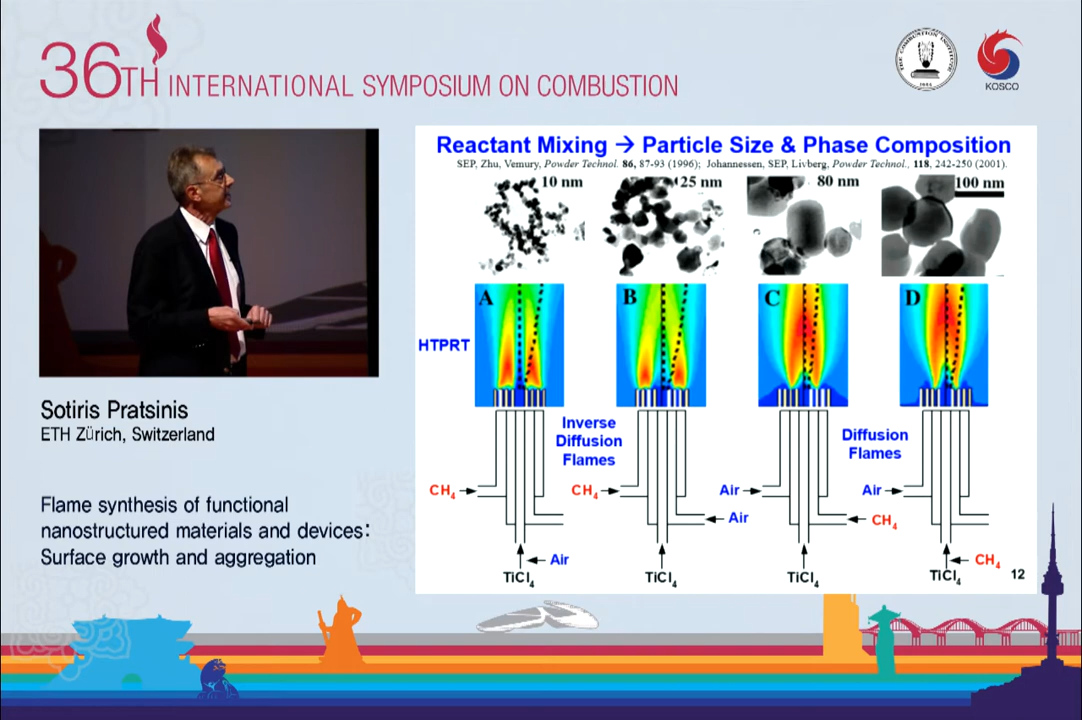 36TH INTERNATIONAL SYMPOSIUM ON COMBUSTION
THE COMBUSTION INSTITUTE
KOSCO
Sotiris Pratsinis
ETH Zürich, Switzerland
Flame synthesis of functional
nanostructured materials and devices:
Surface growth and aggregation
Reactant Mixing → Particle Size & Phase Composition
SEP, Zhu, Vemury, Powder Technol. 86, 87-93 (1996); Johannessen, SEP, Livberg, Powder Technol., 118, 242-250 (2001).
10 nm 25 nm 80 nm 100 nm
A B C D
HTPRT
Inverse
Diffusion
Flames
Diffusion
Flames
CH4 CH4 Air Air
Air CH4
Air CH4
TiCl4 TiCl4 TiCl4 TiCl4 12